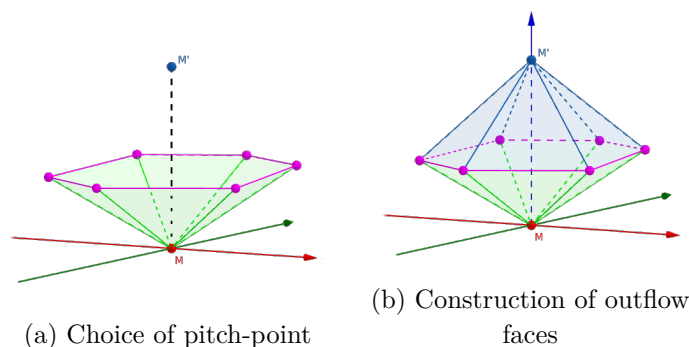 M'
M
(a) Choice of pitch-point
M'
M
(b) Construction of outflow
faces